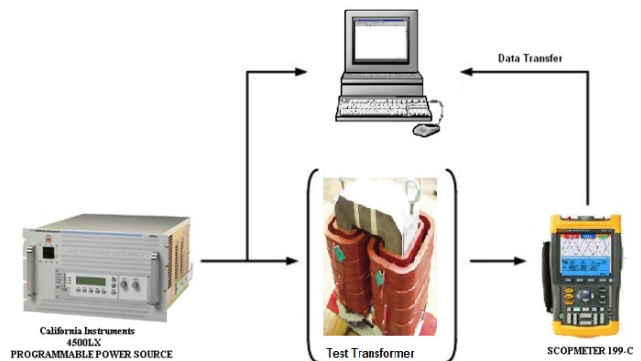 Data Transfer
California Instruments
4500LX
PROGRAMMABLE POWER SOURCE
Test Transformer
SCOPMETER 199-C